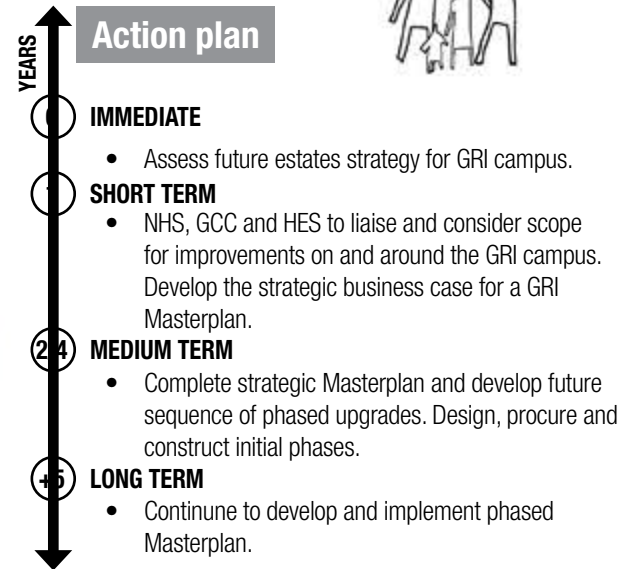 YEARS
Action plan
IMMEDIATE
• Assess future estates strategy for GRI campus.
SHORT TERM
• NHS, GCC and HES to liaise and consider scope
for improvements on and around the GRI campus.
Develop the strategic business case for a GRI
Masterplan.
2 4 MEDIUM TERM
• Complete strategic Masterplan and develop future
sequence of phased upgrades. Design, procure and
construct initial phases.
+5 LONG TERM
• Continune to develop and implement phased
Masterplan.